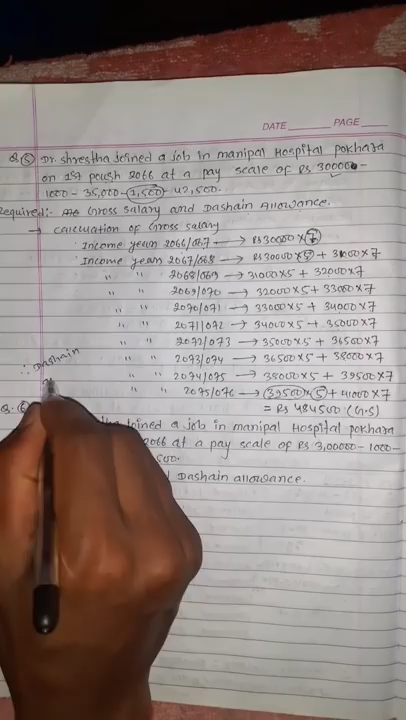 DATE PAGE
Q.(5) Dr. Shrestha Joined a job in manipal Hospital pokhara
on 1st poush 2066 at a pay scale of Rs 30000-
1000 - 35,000 - 1,500 - 42,500.
Required:- Gross salary and Dashain Allowance.
→ calculation of Gross salary
Income year 2066/067 → Rs 30000 × 7
Income year 2067/068 → Rs 30000 × 5 + 31000 × 7
" " 2068/069 → 31000 × 5 + 32000 × 7
" " 2069/070 → 32000 × 5 + 33000 × 7
" " 2070/071 → 33000 × 5 + 34000 × 7
" " 2071/072 → 34000 × 5 + 35000 × 7
" " 2072/073 → 35000 × 5 + 36500 × 7
" " 2073/074 → 36500 × 5 + 38000 × 7
∴ Dashain
" " 2074/075 → 38000 × 5 + 39500 × 7
" " 2075/076 → (39500 × 5) + 41000 × 7
= Rs 484500 (G.S)
Q.(6) Joined a job in manipal Hospital pokhara
2066 at a pay scale of Rs 3,00000 - 1000 -
500.
Dashain allowance.